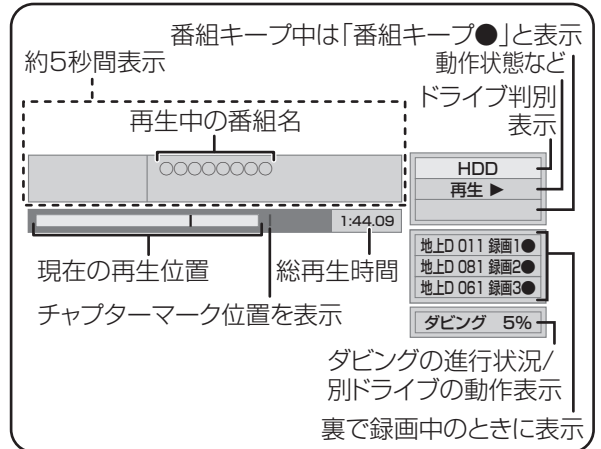 番組キープ中は「番組キープ●」と表示
約5秒間表示
動作状態など
ドライブ判別
表示
再生中の番組名
○○○○○○○○
HDD
再生 ▶
1:44.09
現在の再生位置
総再生時間
チャプターマーク位置を表示
地上D 011 録画1●
地上D 081 録画2●
地上D 061 録画3●
ダビング 5%
ダビングの進行状況/
別ドライブの動作表示
裏で録画中のときに表示